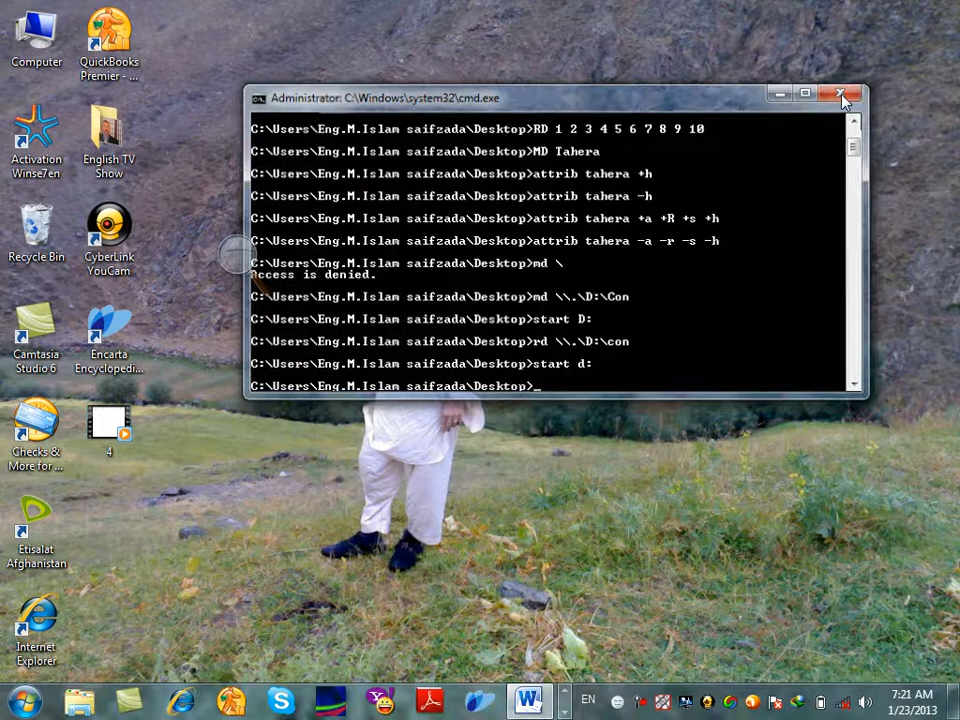 Computer
QuickBooks
Premier - ...
Activation
Winse7en
English TV
Show
Recycle Bin
CyberLink
YouCam
Camtasia
Studio 6
Encarta
Encyclopedi...
Checks &
More for ...
4
Etisalat
Afghanistan
Internet
Explorer
Administrator: C:\Windows\system32\cmd.exe
C:\Users\Eng.M.Islam saifzada\Desktop>RD 1 2 3 4 5 6 7 8 9 10
C:\Users\Eng.M.Islam saifzada\Desktop>MD Tahera
C:\Users\Eng.M.Islam saifzada\Desktop>attrib tahera +h
C:\Users\Eng.M.Islam saifzada\Desktop>attrib tahera -h
C:\Users\Eng.M.Islam saifzada\Desktop>attrib tahera +a +R +s +h
C:\Users\Eng.M.Islam saifzada\Desktop>attrib tahera -a -r -s -h
C:\Users\Eng.M.Islam saifzada\Desktop>md \
Access is denied.
C:\Users\Eng.M.Islam saifzada\Desktop>md \\.\D:\Con
C:\Users\Eng.M.Islam saifzada\Desktop>start D:
C:\Users\Eng.M.Islam saifzada\Desktop>rd \\.\D:\con
C:\Users\Eng.M.Islam saifzada\Desktop>start d:
C:\Users\Eng.M.Islam saifzada\Desktop>_
EN
7:21 AM
1/23/2013